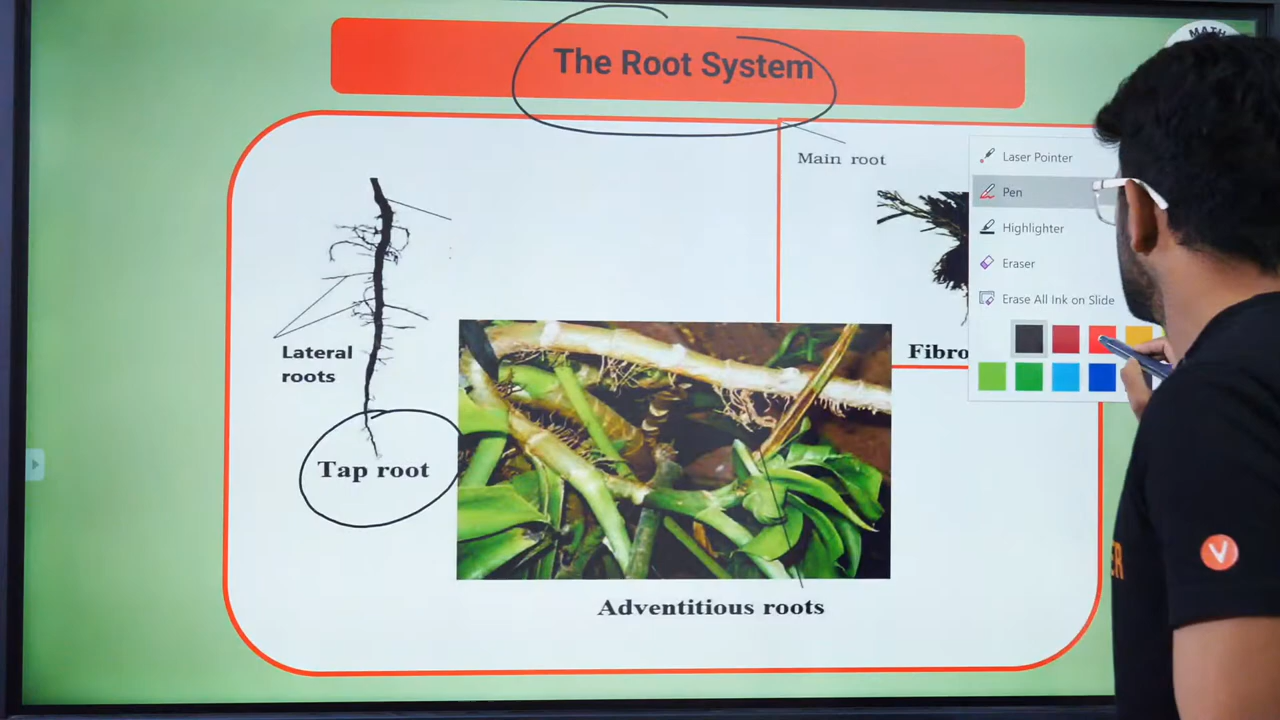 The Root System
MATH
Main root
Laser Pointer
Pen
Highlighter
Eraser
Erase All Ink on Slide
Lateral
roots
Tap root
Adventitious roots
V